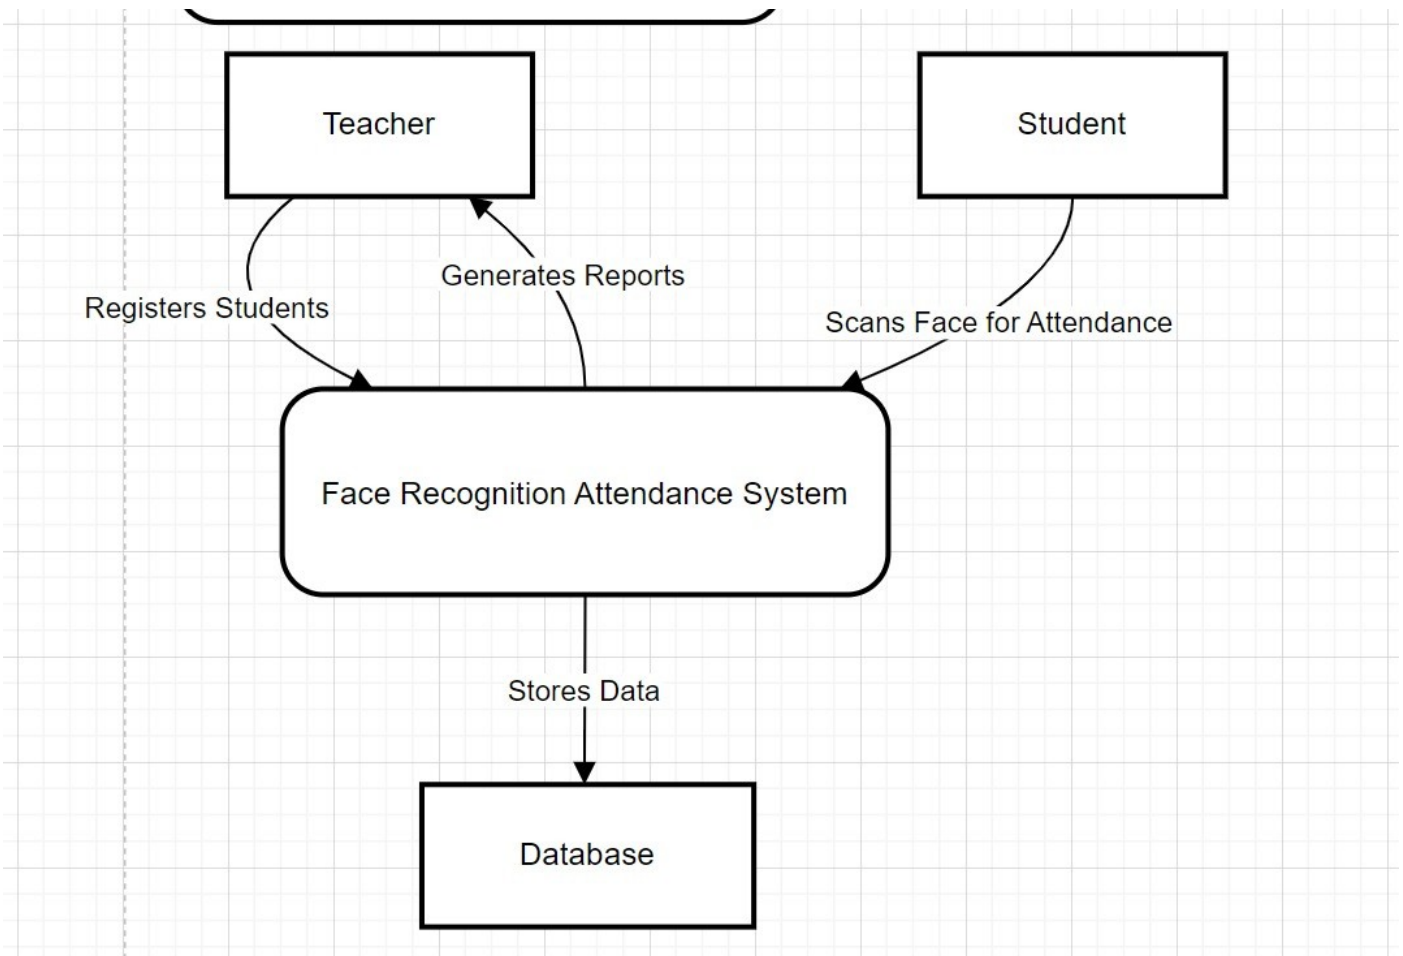 Teacher
Student
Generates Reports
Registers Students
Scans Face for Attendance
Face Recognition Attendance System
Stores Data
Database